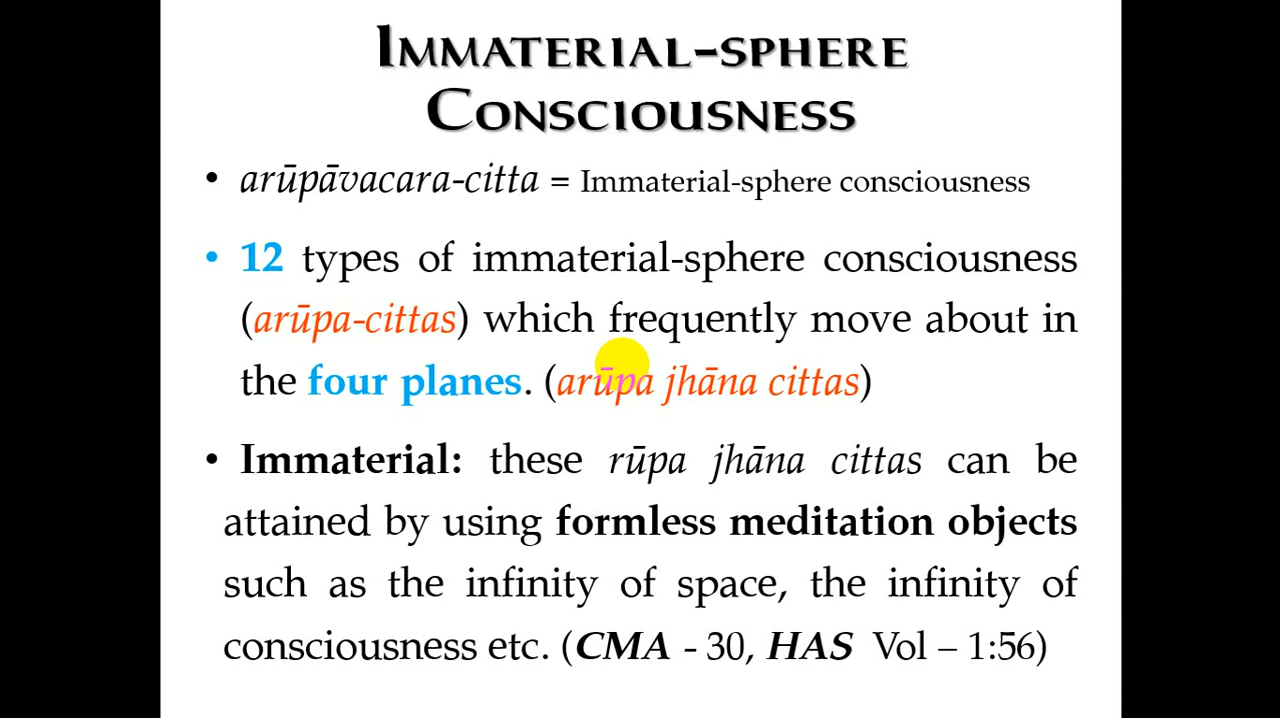 IMMATERIAL-SPHERE
CONSCIOUSNESS
• arūpāvacara-citta = Immaterial-sphere consciousness
• 12 types of immaterial-sphere consciousness
(arūpa-cittas) which frequently move about in
the four planes. (arūpa jhāna cittas)
• Immaterial: these rūpa jhāna cittas can be
attained by using formless meditation objects
such as the infinity of space, the infinity of
consciousness etc. (CMA - 30, HAS Vol – 1:56)